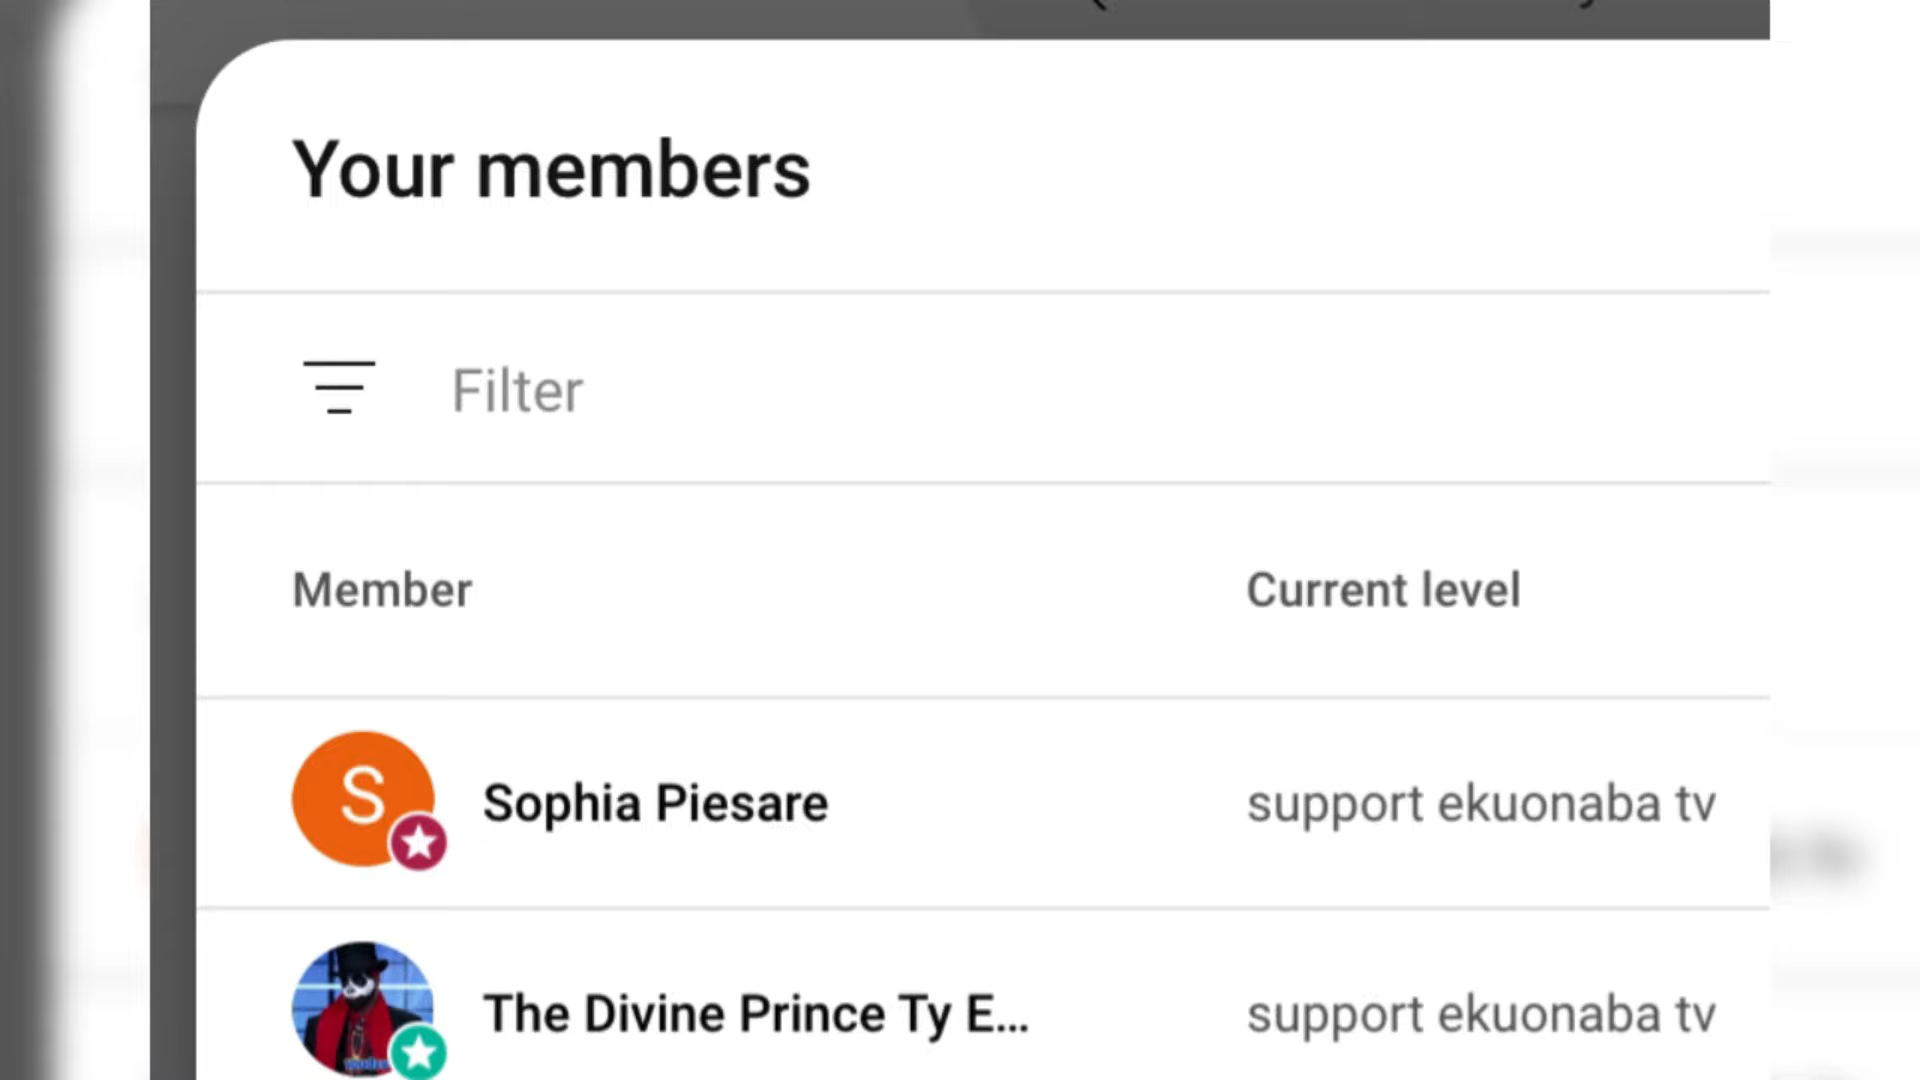 Your members
Filter
Member Current level
S Sophia Piesare support ekuonaba tv
The Divine Prince Ty E... support ekuonaba tv